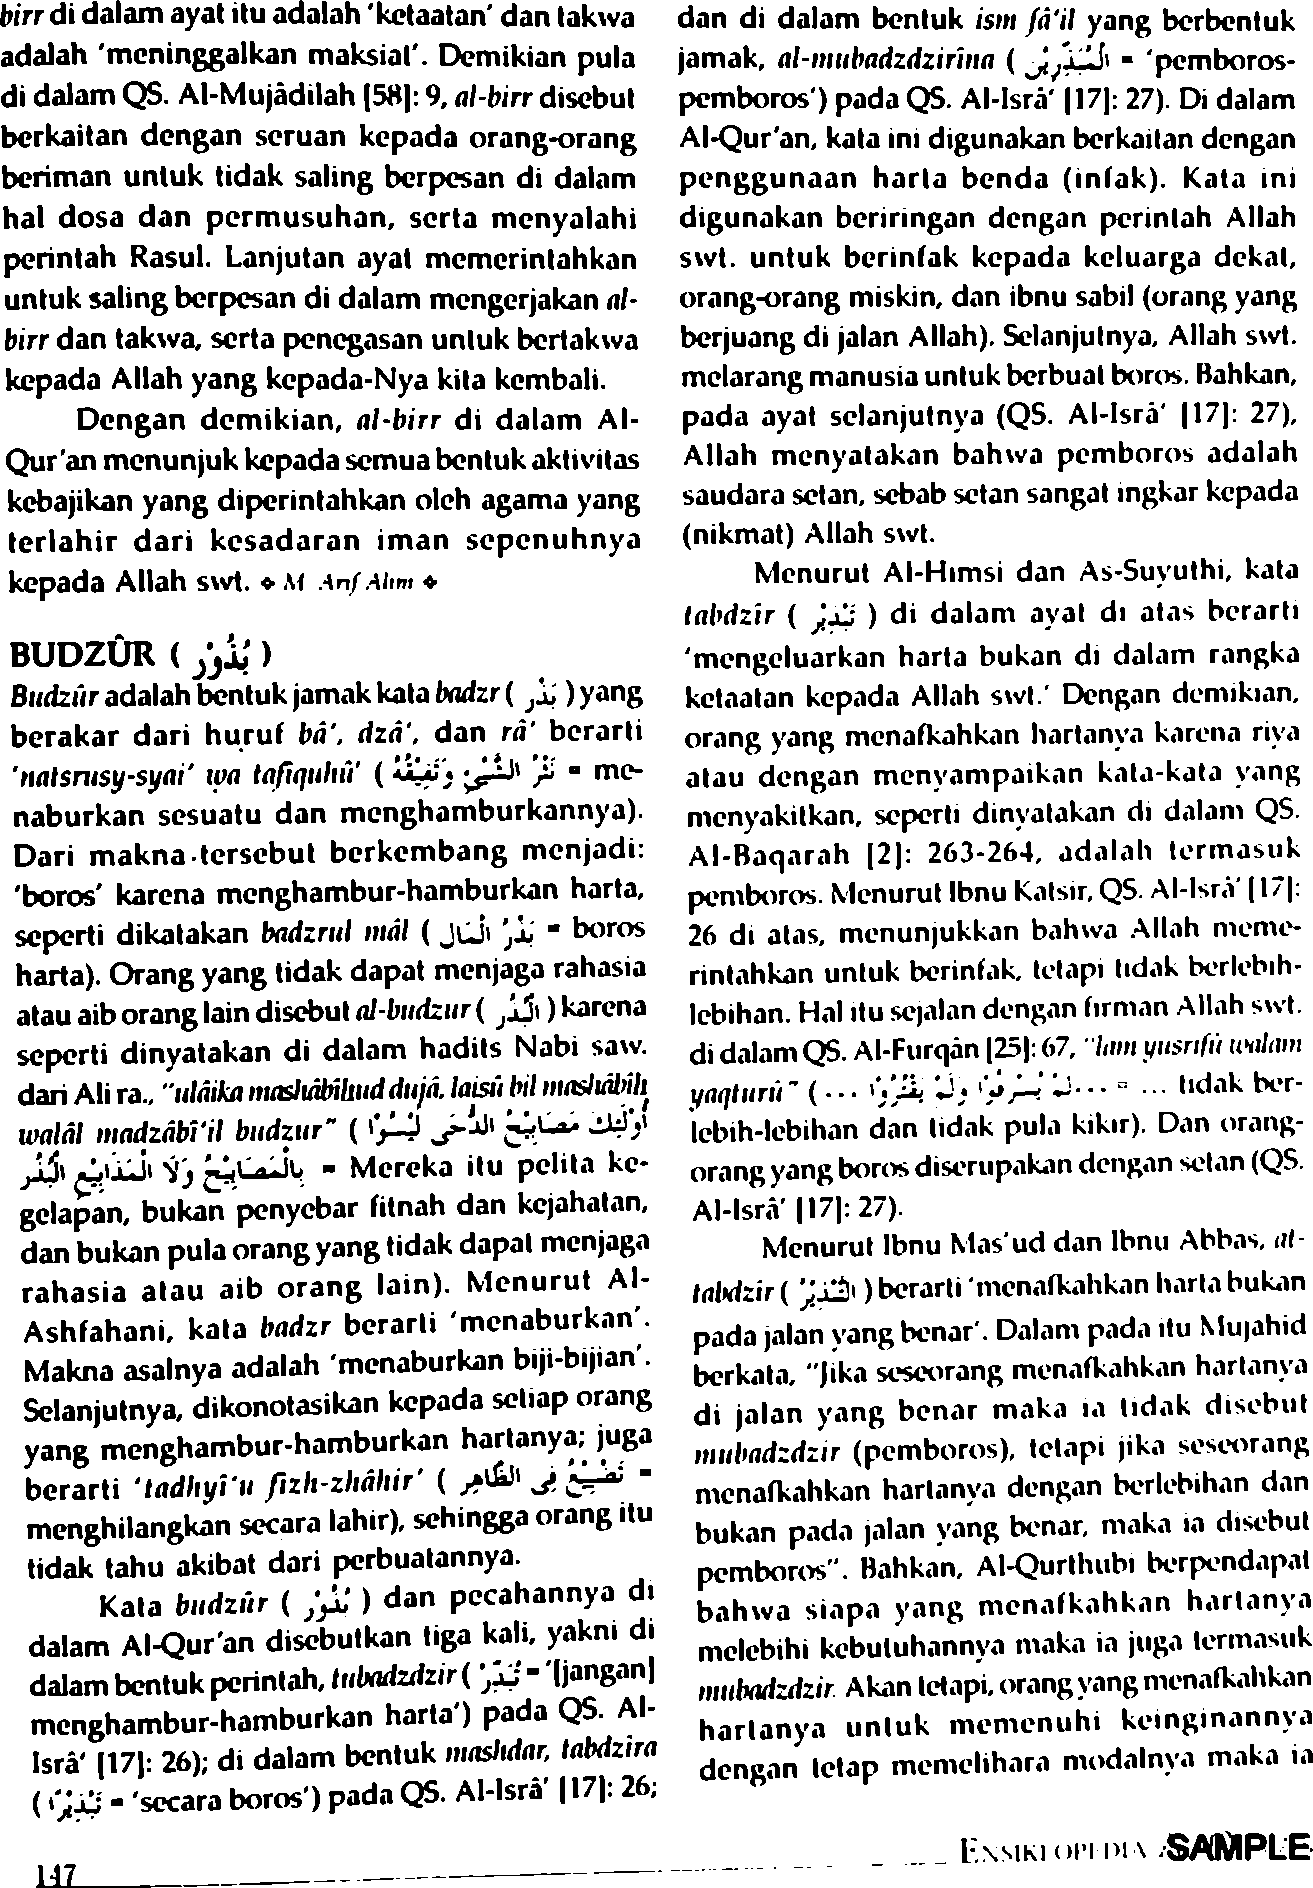 birr di dalam ayat itu adalah 'ketaatan' dan takwa
adalah 'meninggalkan maksiat'. Demikian pula
di dalam QS. Al-Mujâdilah [58]: 9, al-birr disebut
berkaitan dengan seruan kepada orang-orang
beriman untuk tidak saling berpesan di dalam
hal dosa dan permusuhan, serta menyalahi
perintah Rasul. Lanjutan ayat memerintahkan
untuk saling berpesan di dalam mengerjakan al-
birr dan takwa, serta penegasan untuk bertakwa
kepada Allah yang kepada-Nya kita kembali.
Dengan demikian, al-birr di dalam Al-
Qur'an menunjuk kepada semua bentuk aktivitas
kebajikan yang diperintahkan oleh agama yang
terlahir dari kesadaran iman sepenuhnya
kepada Allah swt. ❖ M Arif Alim ❖
BUDZÛR ( بُذُوْر )
Budzûr adalah bentuk jamak kata badzr ( بَذْر ) yang
berakar dari huruf bâ', dzâ', dan râ' berarti
'natsrusy-syai' wa tafîquhû' ( نَثْرُ الشَّيْئِ وَتَفِيْقُهُ = me-
naburkan sesuatu dan menghamburkannya).
Dari makna tersebut berkembang menjadi:
'boros' karena menghambur-hamburkan harta,
seperti dikatakan badzrul mâl ( بَذْرُ الْمَال = boros
harta). Orang yang tidak dapat menjaga rahasia
atau aib orang lain disebut al-budzur ( الْبُذُر ) karena
seperti dinyatakan di dalam hadits Nabi saw.
dari Ali ra., "ulâika mashâbîhud dujâ, laisû bil mashâbîh
walâl madzâbî'il budzur" ( أُولَٰئِكَ مَصَابِيْحُ الدُّجَى لَيْسُوْا
بِالْمَصَابِيْحِ وَلَا الْمَذَابِيْعِ الْبُذُر = Mereka itu pelita ke-
gelapan, bukan penyebar fitnah dan kejahatan,
dan bukan pula orang yang tidak dapat menjaga
rahasia atau aib orang lain). Menurut Al-
Ashfahani, kata badzr berarti 'menaburkan'.
Makna asalnya adalah 'menaburkan biji-bijian'.
Selanjutnya, dikonotasikan kepada setiap orang
yang menghambur-hamburkan hartanya; juga
berarti 'tadhyî'u fizh-zhâhir' ( تَضْيِيْعُ فِى الظَّاهِرِ =
menghilangkan secara lahir), sehingga orang itu
tidak tahu akibat dari perbuatannya.
Kata budzûr ( بُذُوْر ) dan pecahannya di
dalam Al-Qur'an disebutkan tiga kali, yakni di
dalam bentuk perintah, tubadzdzir ( تُبَذِّرْ = '[jangan]
menghambur-hamburkan harta') pada QS. Al-
Isrâ' [17]: 26); di dalam bentuk mashdar, tabdzira
( تَبْذِيْرًا = 'secara boros') pada QS. Al-Isrâ' [17]: 26;
147
dan di dalam bentuk ism fâ'il yang berbentuk
jamak, al-mubadzdzirîna ( الْمُبَذِّرِيْنَ = 'pemboros-
pemboros') pada QS. Al-Isrâ' [17]: 27). Di dalam
Al-Qur'an, kata ini digunakan berkaitan dengan
penggunaan harta benda (infak). Kata ini
digunakan beriringan dengan perintah Allah
swt. untuk berinfak kepada keluarga dekat,
orang-orang miskin, dan ibnu sabil (orang yang
berjuang di jalan Allah). Selanjutnya, Allah swt.
melarang manusia untuk berbuat boros. Bahkan,
pada ayat selanjutnya (QS. Al-Isrâ' [17]: 27),
Allah menyatakan bahwa pemboros adalah
saudara setan, sebab setan sangat ingkar kepada
(nikmat) Allah swt.
Menurut Al-Himsi dan As-Suyuthi, kata
tabdzîr ( تَبْذِيْر ) di dalam ayat di atas berarti
'mengeluarkan harta bukan di dalam rangka
ketaatan kepada Allah swt.' Dengan demikian,
orang yang menafkahkan hartanya karena riya
atau dengan menyampaikan kata-kata yang
menyakitkan, seperti dinyatakan di dalam QS.
Al-Baqarah [2]: 263-264, adalah termasuk
pemboros. Menurut Ibnu Katsir, QS. Al-Isrâ' [17]:
26 di atas, menunjukkan bahwa Allah meme-
rintahkan untuk berinfak, tetapi tidak berlebih-
lebihan. Hal itu sejalan dengan firman Allah swt.
di dalam QS. Al-Furqân [25]: 67, "lam yusrifû walam
yaqturû" ( ... لَمْ يُسْرِفُوْا وَلَمْ يَقْتُرُوْا ... = ... tidak ber-
lebih-lebihan dan tidak pula kikir). Dan orang-
orang yang boros diserupakan dengan setan (QS.
Al-Isrâ' [17]: 27).
Menurut Ibnu Mas'ud dan Ibnu Abbas, at-
tabdzir ( التَّبْذِيْرُ ) berarti 'menafkahkan harta bukan
pada jalan yang benar'. Dalam pada itu Mujahid
berkata, "Jika seseorang menafkahkan hartanya
di jalan yang benar maka ia tidak disebut
mubadzdzir (pemboros), tetapi jika seseorang
menafkahkan hartanya dengan berlebihan dan
bukan pada jalan yang benar, maka ia disebut
pemboros". Bahkan, Al-Qurthubi berpendapat
bahwa siapa yang menafkahkan hartanya
melebihi kebutuhannya maka ia juga termasuk
mubadzdzir. Akan tetapi, orang yang menafkahkan
hartanya untuk memenuhi keinginannya
dengan tetap memelihara modalnya maka ia
ENSIKLOPEDIA SAMPLE